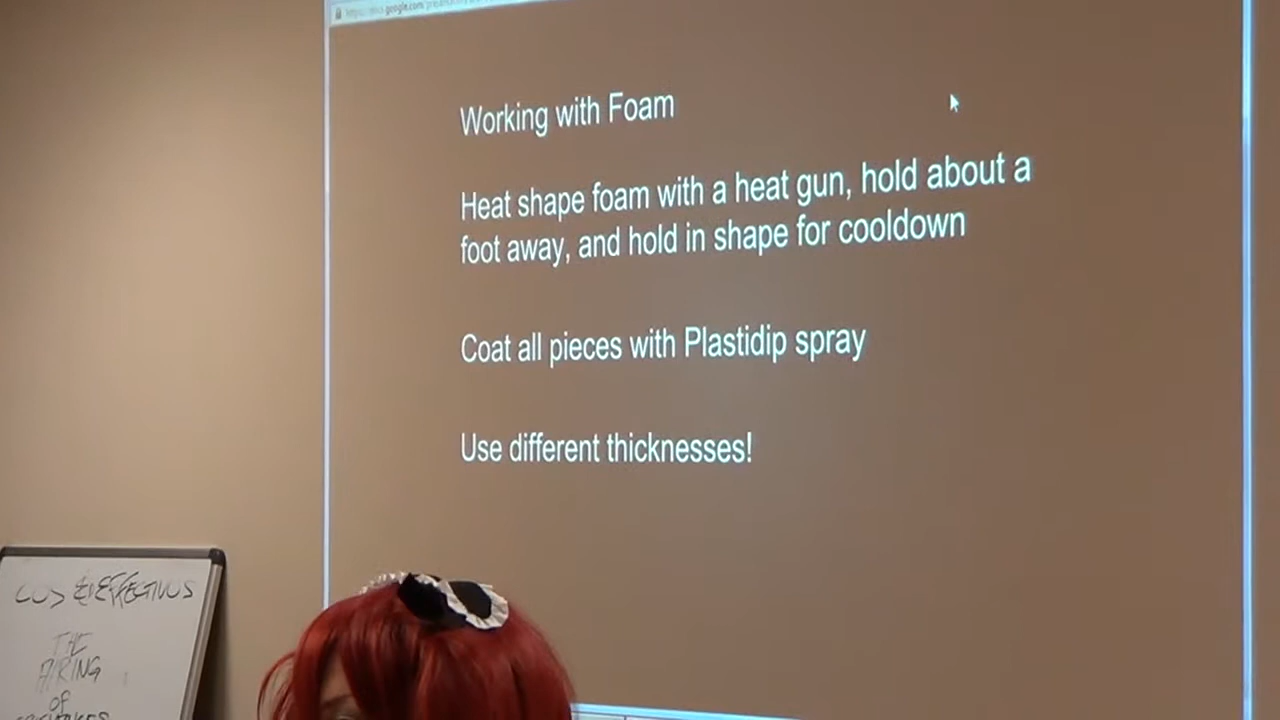 Working with Foam
Heat shape foam with a heat gun, hold about a
foot away, and hold in shape for cooldown
Coat all pieces with Plastidip spray
Use different thicknesses!
THE
AIRING
OF